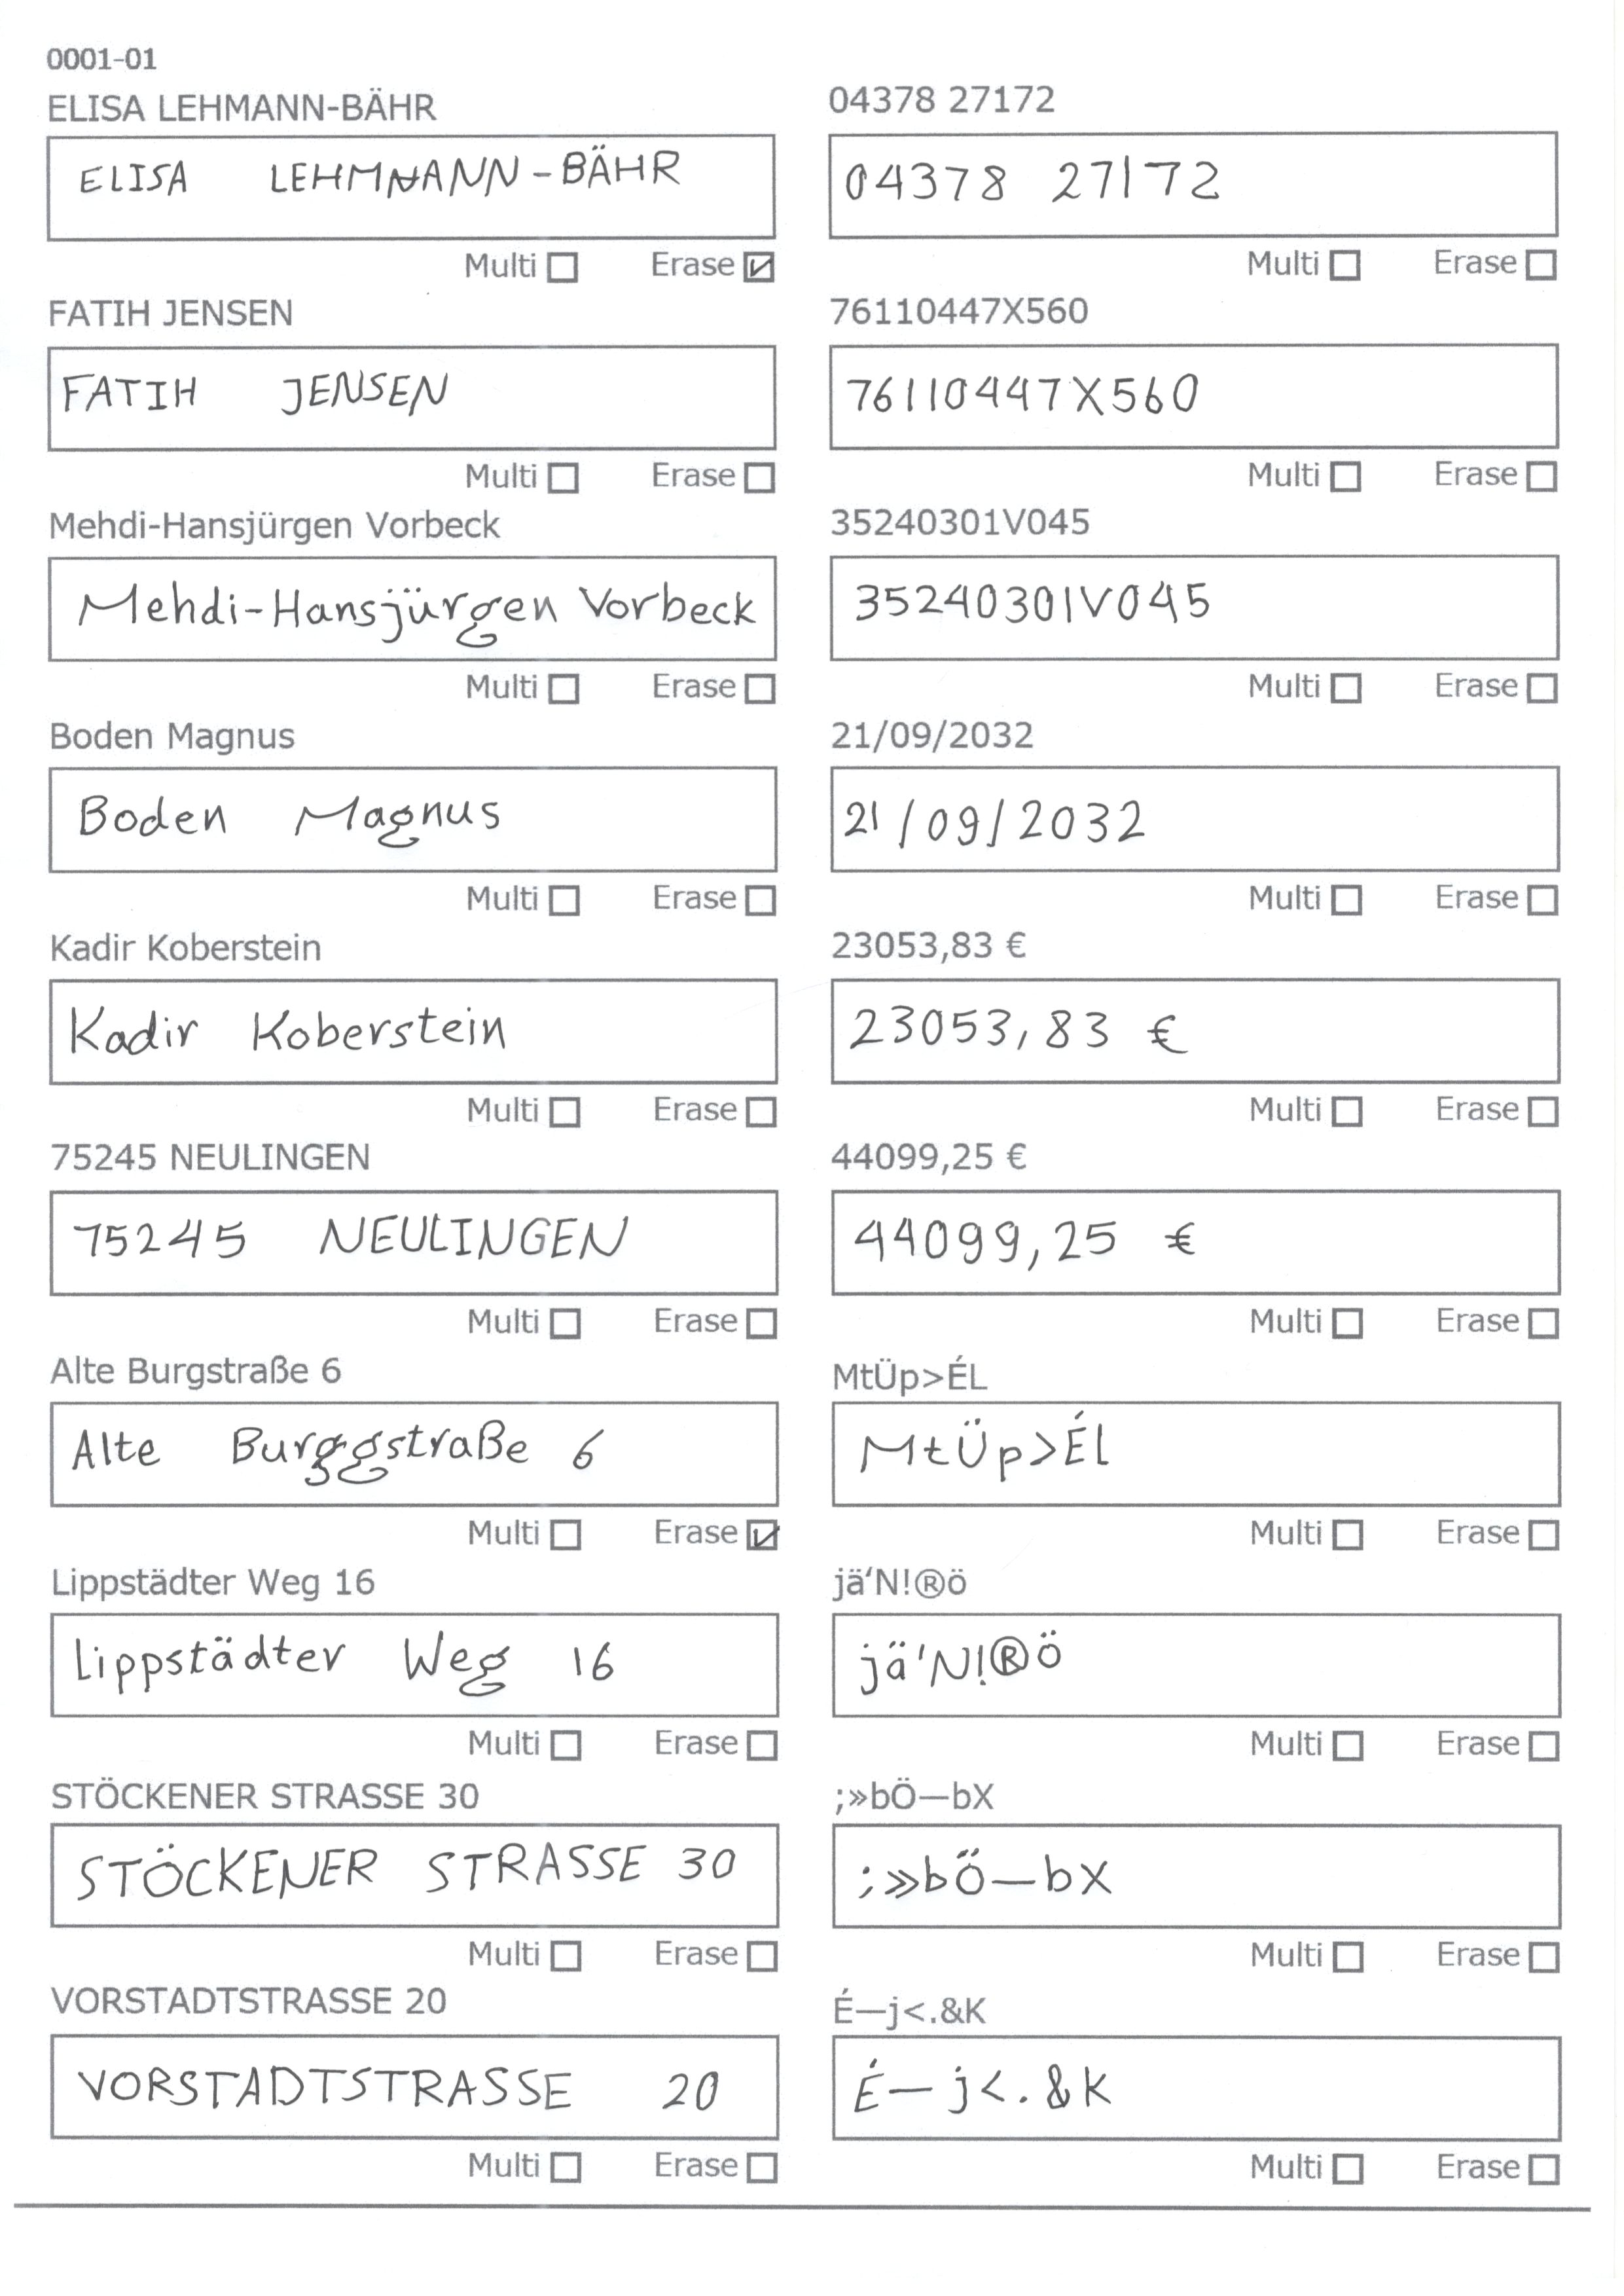 0001-01
ELISA LEHMANN-BÄHR
ELISA LEHMNANN-BÄHR
Multi Erase
FATIH JENSEN
FATIH JENSEN
Multi Erase
Mehdi-Hansjürgen Vorbeck
Mehdi-Hansjürgen Vorbeck
Multi Erase
Boden Magnus
Boden Magnus
Multi Erase
Kadir Koberstein
Kadir Koberstein
Multi Erase
75245 NEULINGEN
75245 NEULINGEN
Multi Erase
Alte Burgstraße 6
Alte Burggstraße 6
Multi Erase
Lippstädter Weg 16
Lippstädter Weg 16
Multi Erase
STÖCKENER STRASSE 30
STÖCKENER STRASSE 30
Multi Erase
VORSTADTSTRASSE 20
VORSTADTSTRASSE 20
Multi Erase
04378 27172
04378 27172
Multi Erase
76110447X560
76110447X560
Multi Erase
35240301V045
35240301V045
Multi Erase
21/09/2032
21/09/2032
Multi Erase
23053,83 €
23053,83 €
Multi Erase
44099,25 €
44099,25 €
Multi Erase
MtÜp>ÉL
MtÜp>Él
Multi Erase
jä‘N!®ö
jä'N!®ö
Multi Erase
;»bÖ—bX
;»bÖ—bX
Multi Erase
É—j<.&K
É—j<.&K
Multi Erase